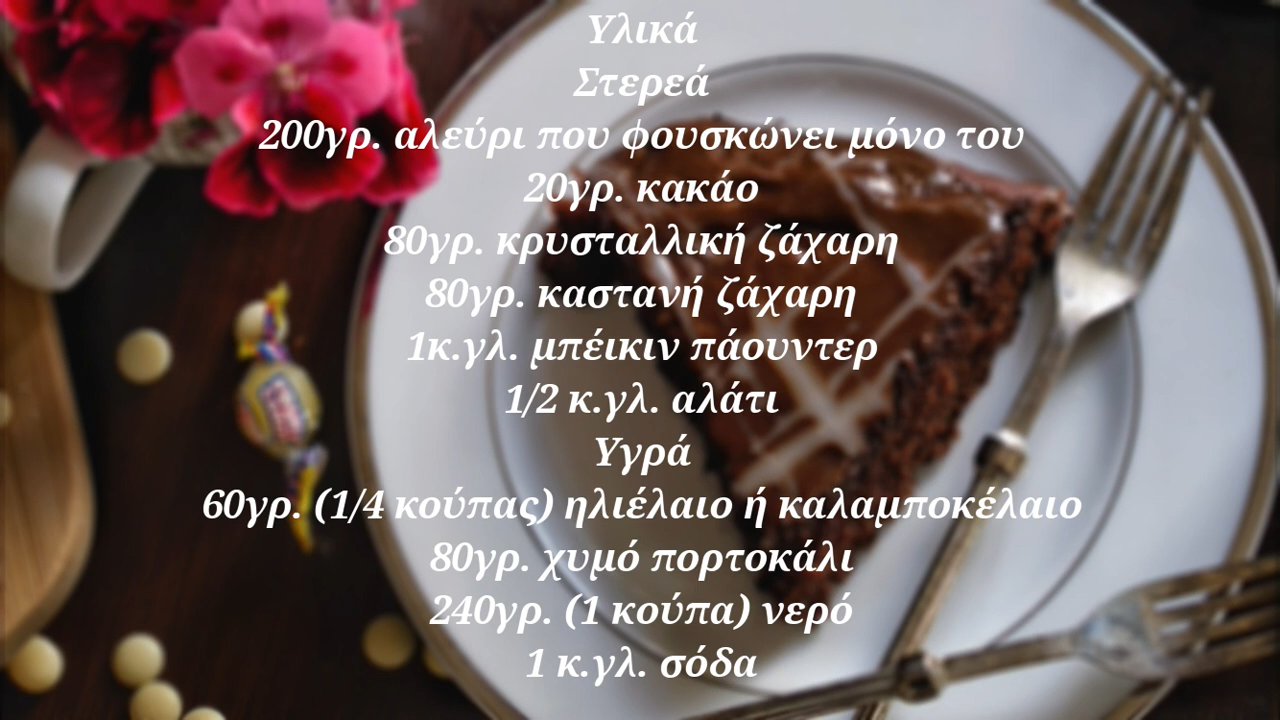 Υλικά
Στερεά
200γρ. αλεύρι που φουσκώνει μόνο του
20γρ. κακάο
80γρ. κρυσταλλική ζάχαρη
80γρ. καστανή ζάχαρη
1κ.γλ. μπέικιν πάουντερ
1/2 κ.γλ. αλάτι
Υγρά
60γρ. (1/4 κούπας) ηλιέλαιο ή καλαμποκέλαιο
80γρ. χυμό πορτοκάλι
240γρ. (1 κούπα) νερό
1 κ.γλ. σόδα